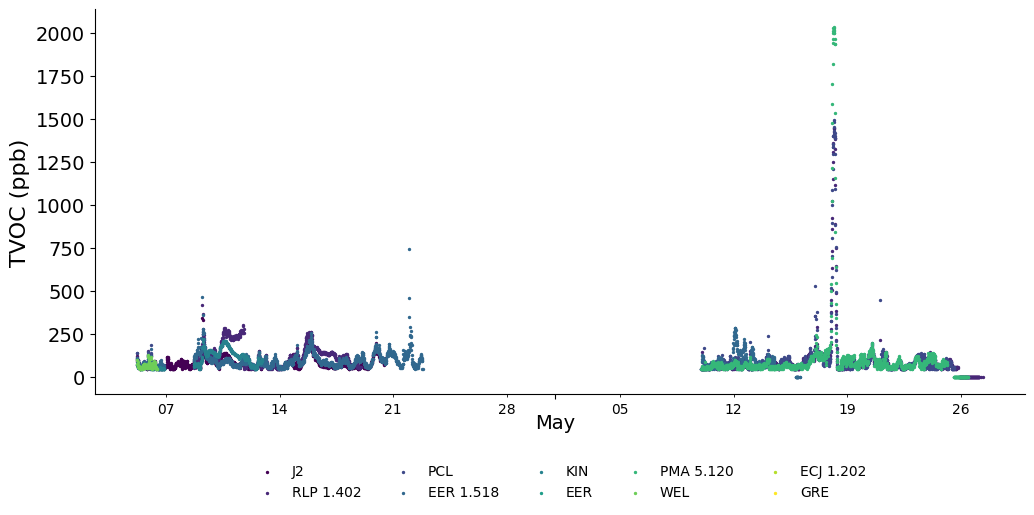 TVOC (ppb)
2000
1750
1500
1250
1000
750
500
250
0
07 14 21 28 05 12 19 26
May
J2 PCL KIN PMA 5.120 ECJ 1.202
RLP 1.402 EER 1.518 EER WEL GRE